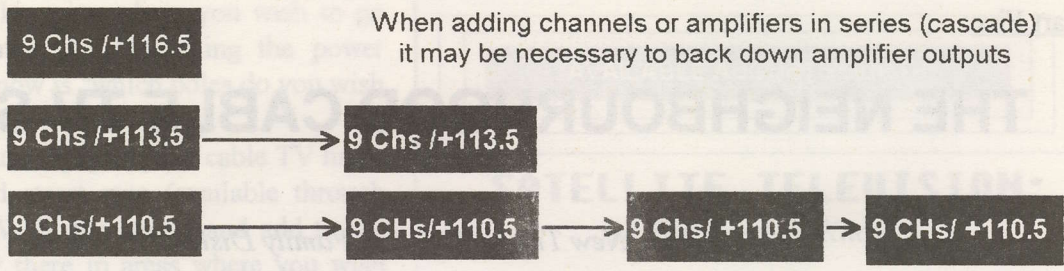 9 Chs /+116.5
When adding channels or amplifiers in series (cascade)
it may be necessary to back down amplifier outputs
9 Chs /+113.5 9 Chs /+113.5
9 Chs/+110.5 9 CHs/+110.5 9 Chs/ +110.5 9 CHs/ +110.5
THE NEIGHBOURHOOD CABLE TV S
SATELLITE TELEVISION: